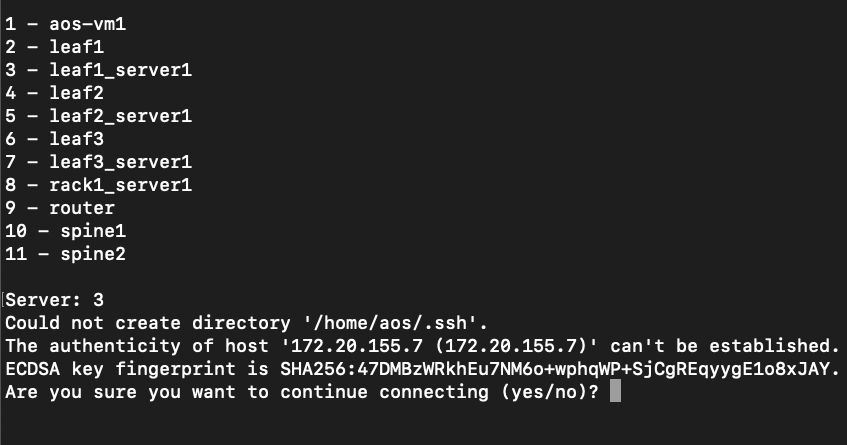 1 - aos-vm1
2 - leaf1
3 - leaf1_server1
4 - leaf2
5 - leaf2_server1
6 - leaf3
7 - leaf3_server1
8 - rack1_server1
9 - router
10 - spine1
11 - spine2
Server: 3
Could not create directory '/home/aos/.ssh'.
The authenticity of host '172.20.155.7 (172.20.155.7)' can't be established.
ECDSA key fingerprint is SHA256:47DMBzWRkhEu7NM6o+wphqWP+SjCgREqyygE1o8xJAY.
Are you sure you want to continue connecting (yes/no)?